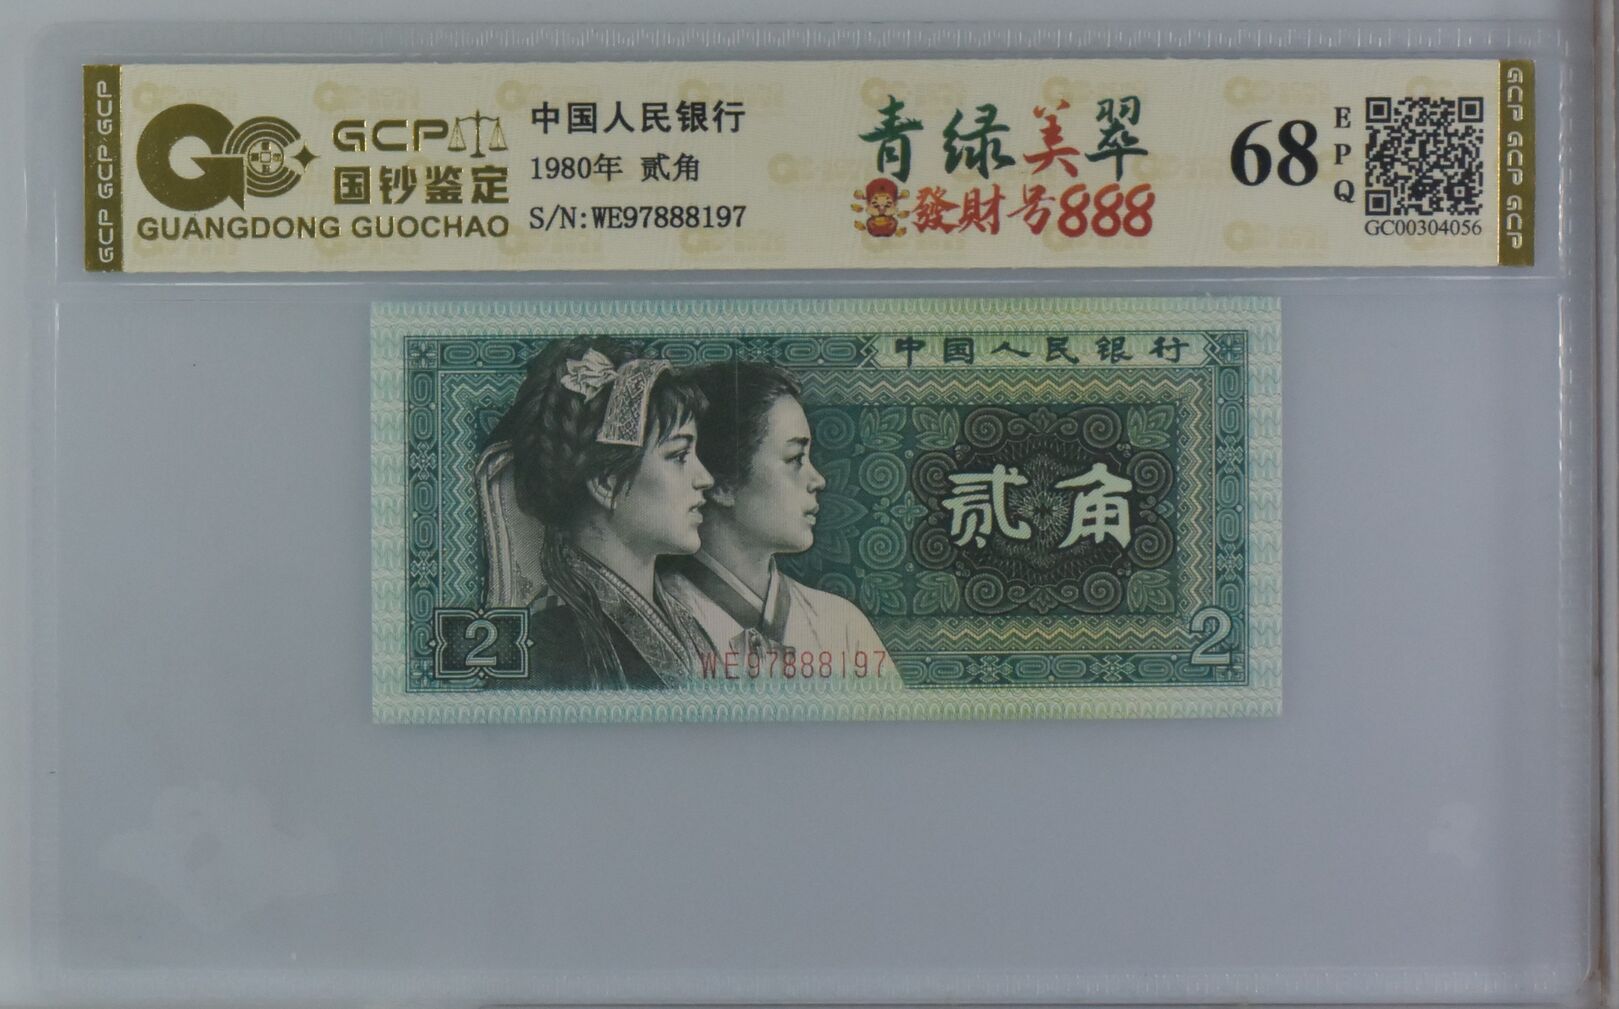 GCP
国钞鉴定
GUANGDONG GUOCHAO
中国人民银行
1980年 贰角
S/N:WE97888197
青绿美翠
發財号888
68
EPQ
GC00304056
GCP GCP GCP
GCP GCP GCP
中国人民银行
贰角
2
WE97888197
2